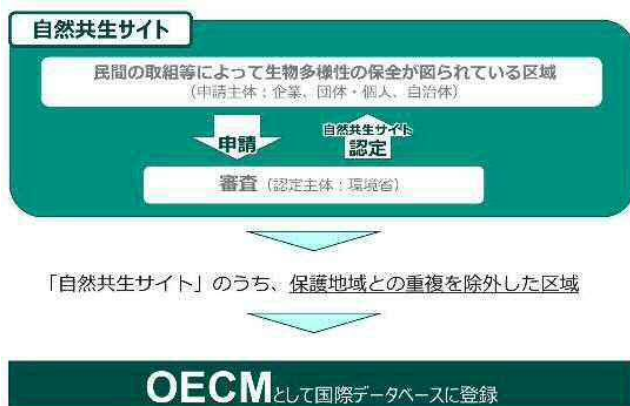 自然共生サイト
民間の取組等によって生物多様性の保全が図られている区域
（申請主体：企業、団体・個人、自治体）
申請
自然共生サイト
認定
審査（認定主体：環境省）
「自然共生サイト」のうち、保護地域との重複を除外した区域
OECMとして国際データベースに登録